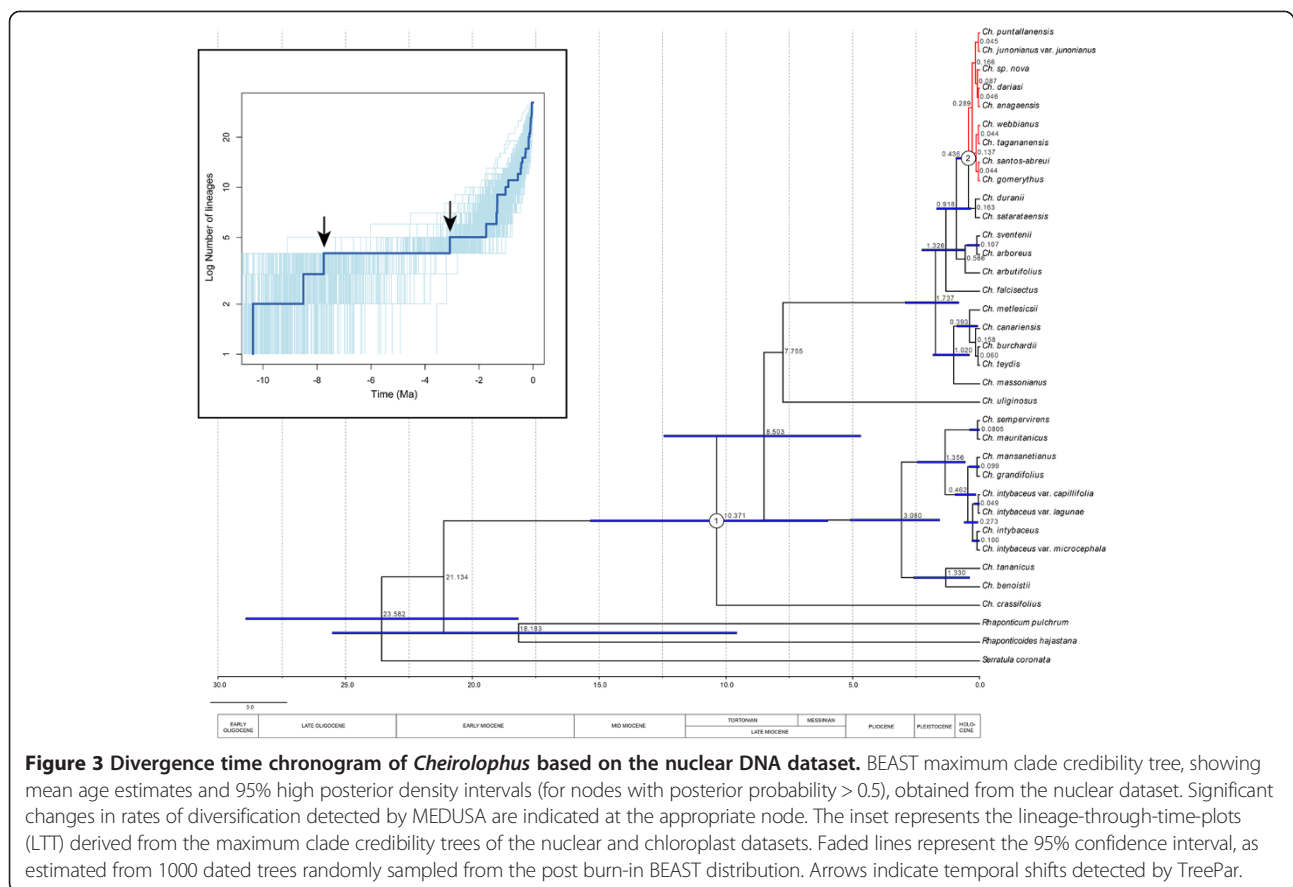 Log Number of lineages
20
10
5
2
1
-10
-8
-6
-4
-2
0
Time (Ma)
Ch. puntallanensis
0.045
Ch. junonianus var. junonianus
0.166
Ch. sp. nova
0.087
Ch. dariasi
0.046
0.289
Ch. anagaensis
Ch. webbianus
0.044
Ch. tagananensis
0.436
2
0.137
Ch. santos-abreui
0.044
Ch. gomerythus
Ch. duranii
0.918
0.163
Ch. satarataensis
Ch. sventenii
0.107
1.326
Ch. arboreus
0.586
Ch. arbutifolius
Ch. falcisectus
1.737
Ch. metlesicsii
0.393
Ch. canariensis
0.158
Ch. burchardii
7.755
1.020
0.060
Ch. teydis
Ch. massonianus
Ch. uliginosus
Ch. sempervirens
0.0805
8.503
Ch. mauritanicus
1.356
Ch. mansanetianus
0.099
Ch. grandifolius
0.462
Ch. intybaceus var. capillifolia
0.049
Ch. intybaceus var. lagunae
1
10.371
3.080
0.273
Ch. intybaceus
0.100
Ch. intybaceus var. microcephala
Ch. tananicus
1.330
21.134
Ch. benoistii
Ch. crassifolius
23.582
Rhaponticum pulchrum
18.183
Rhaponticoides hajastana
Serratula coronata
30.0
25.0
20.0
15.0
10.0
5.0
0.0
3.0
EARLY OLIGOCENE
LATE OLIGOCENE
EARLY MIOCENE
MID MIOCENE
TORTONIAN
MESSINIAN
LATE MIOCENE
PLIOCENE
PLEISTOCENE
HOLO-CENE
Figure 3 Divergence time chronogram of Cheirolophus based on the nuclear DNA dataset. BEAST maximum clade credibility tree, showing
mean age estimates and 95% high posterior density intervals (for nodes with posterior probability > 0.5), obtained from the nuclear dataset. Significant
changes in rates of diversification detected by MEDUSA are indicated at the appropriate node. The inset represents the lineage-through-time-plots
(LTT) derived from the maximum clade credibility trees of the nuclear and chloroplast datasets. Faded lines represent the 95% confidence interval, as
estimated from 1000 dated trees randomly sampled from the post burn-in BEAST distribution. Arrows indicate temporal shifts detected by TreePar.